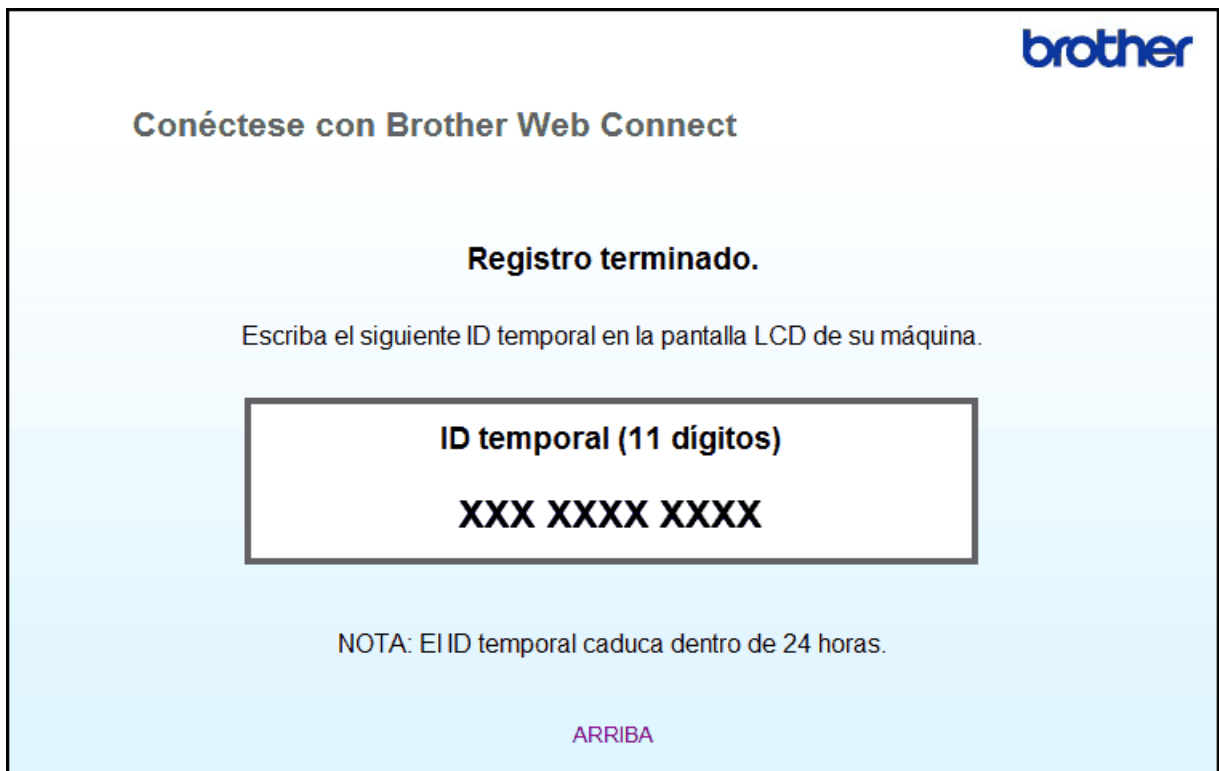 brother
Conéctese con Brother Web Connect
Registro terminado.
Escriba el siguiente ID temporal en la pantalla LCD de su máquina.
ID temporal (11 dígitos)
XXX XXXX XXXX
NOTA: El ID temporal caduca dentro de 24 horas.
ARRIBA